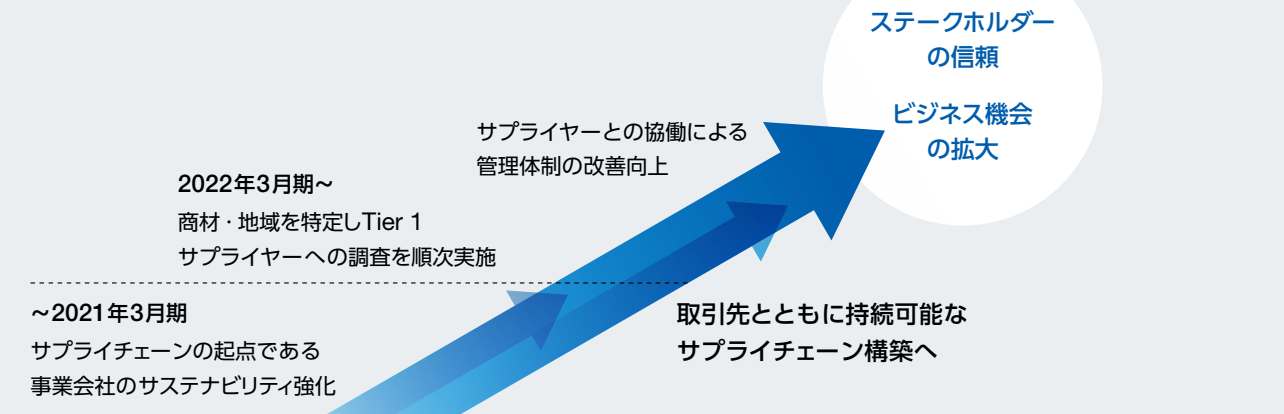 ステークホルダー
の信頼
ビジネス機会
の拡大
サプライヤーとの協働による
管理体制の改善向上
2022年3月期~
商材・地域を特定しTier 1
サプライヤーへの調査を順次実施
~2021年3月期
サプライチェーンの起点である
事業会社のサステナビリティ強化
取引先とともに持続可能な
サプライチェーン構築へ